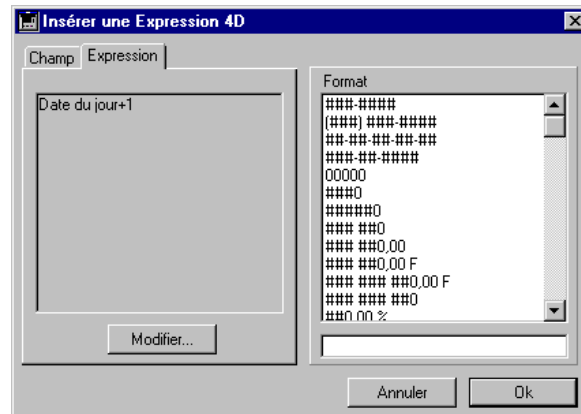 Insérer une Expression 4D
Champ
Expression
Date du jour+1
Modifier...
Format
###-####
(###) ###-####
##-##-##-##-##
###-##-####
00000
###0
#####0
### ##0
### ##0,00
### ##0,00 F
### ### ##0,00 F
### ### ##0
##0,00 %
Annuler
Ok